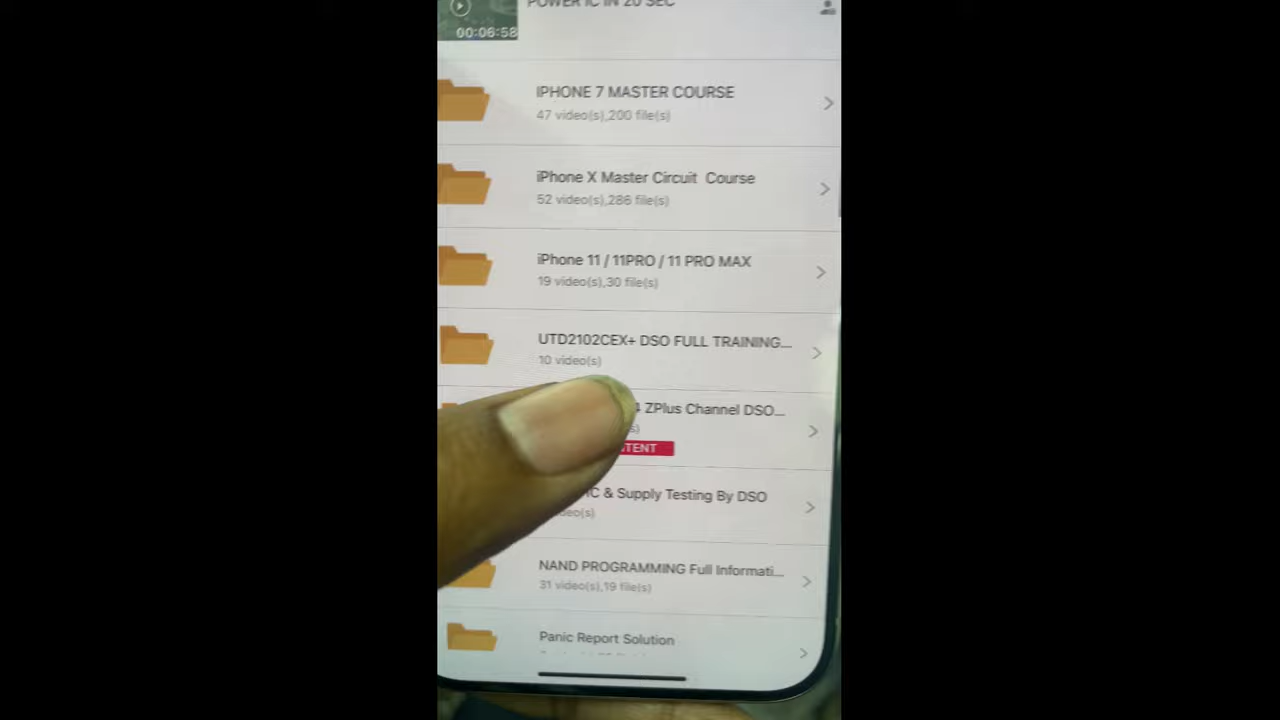 POWER IC IN 20 SEC
00:06:58
IPHONE 7 MASTER COURSE
47 video(s),200 file(s)
iPhone X Master Circuit Course
52 video(s),286 file(s)
iPhone 11 / 11PRO / 11 PRO MAX
19 video(s),30 file(s)
UTD2102CEX+ DSO FULL TRAINING...
10 video(s)
4 ZPlus Channel DSO...
TENT
IC & Supply Testing By DSO
NAND PROGRAMMING Full Informati...
31 video(s),19 file(s)
Panic Report Solution